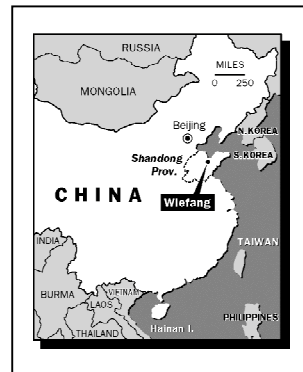 RUSSIA
MILES
0 250
MONGOLIA
Beijing
N.KOREA
Shandong
Prov.
S.KOREA
CHINA
Wiefang
INDIA
TAIWAN
BURMA
VIETNAM
LAOS
THAILAND
Hainan I.
PHILIPPINES